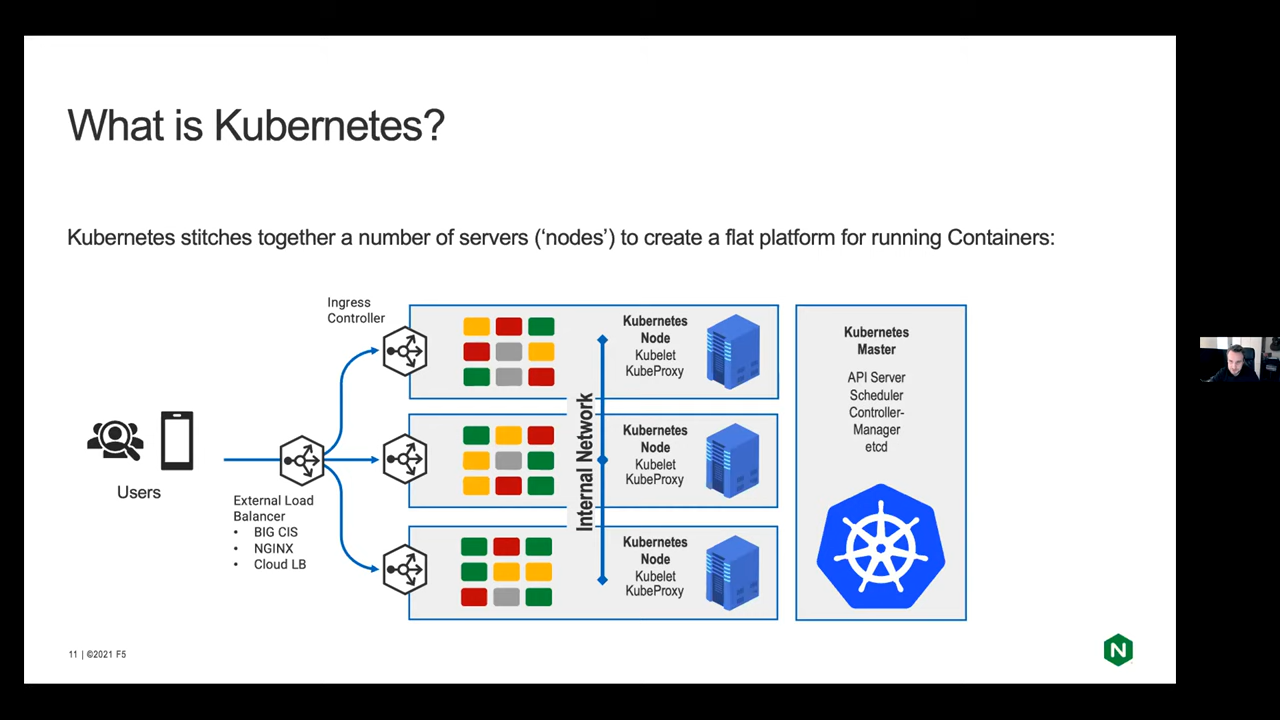 What is Kubernetes?
Kubernetes stitches together a number of servers (‘nodes’) to create a flat platform for running Containers:
Ingress
Controller
Users
External Load
Balancer
• BIG CIS
• NGINX
• Cloud LB
Internal Network
Kubernetes
Node
Kubelet
KubeProxy
Kubernetes
Node
Kubelet
KubeProxy
Kubernetes
Node
Kubelet
KubeProxy
Kubernetes
Master
API Server
Scheduler
Controller-
Manager
etcd
11 | ©2021 F5
N